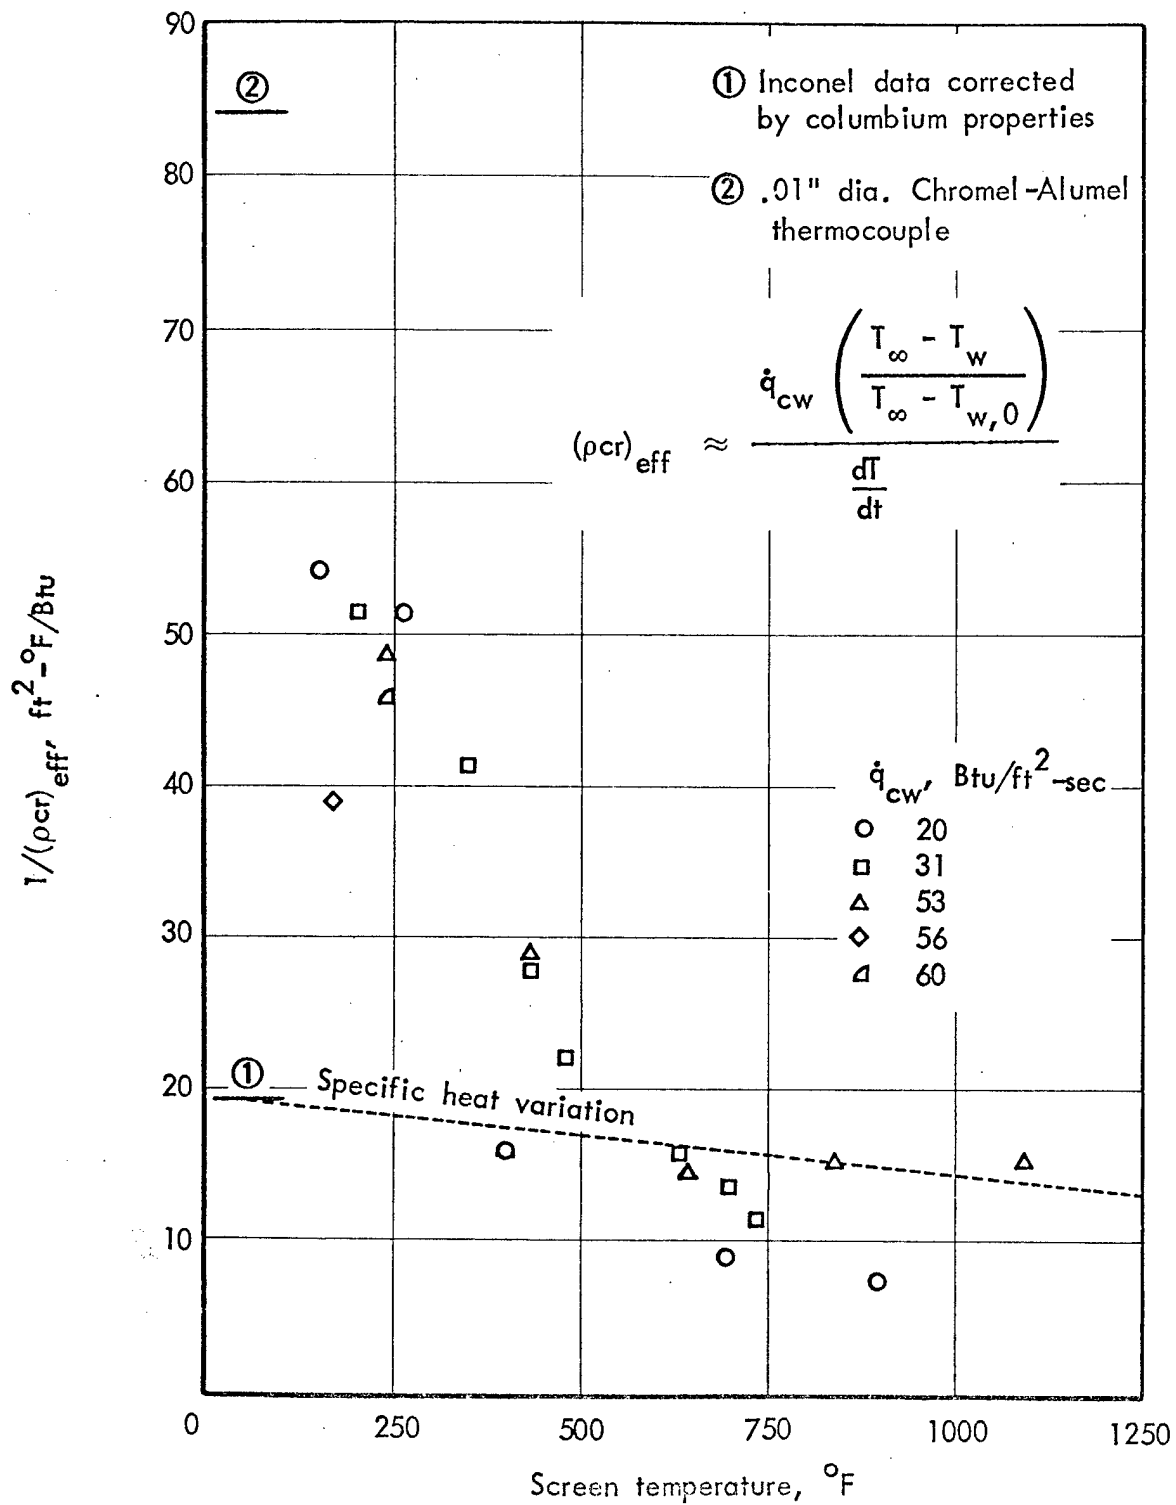 90
80
70
60
50
40
30
20
10
0
250
500
750
1000
1250
②
① Inconel data corrected
by columbium properties
② .01" dia. Chromel-Alumel
thermocouple
(ρcr)eff ≈ q̇cw ( (T∞ - Tw) / (T∞ - Tw,0) ) / (dT/dt)
q̇cw, Btu/ft²-sec
20
31
53
56
60
①
Specific heat variation
1/(ρcr)eff, ft²-°F/Btu
Screen temperature, °F